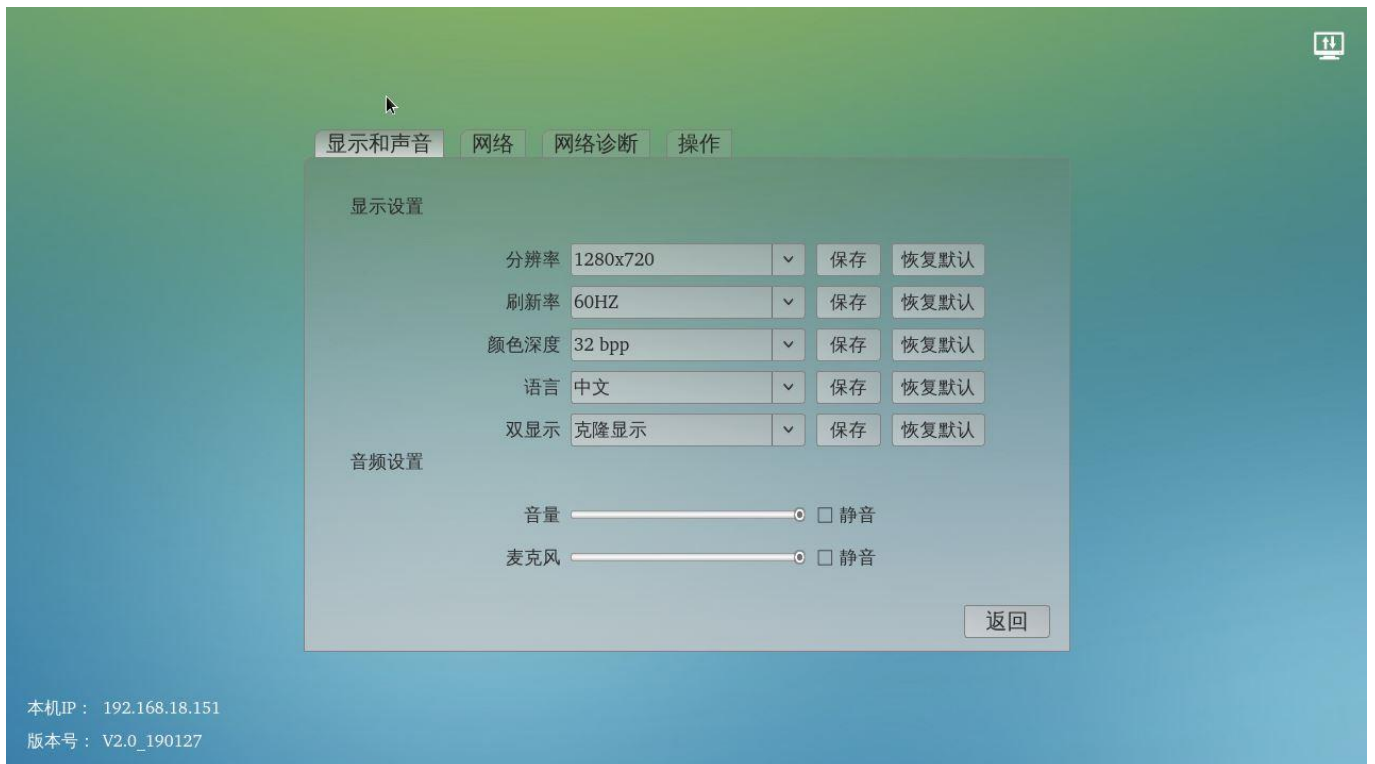 显示和声音 网络 网络诊断 操作
显示设置
分辨率 1280x720 保存 恢复默认
刷新率 60HZ 保存 恢复默认
颜色深度 32 bpp 保存 恢复默认
语言 中文 保存 恢复默认
双显示 克隆显示 保存 恢复默认
音频设置
音量 静音
麦克风 静音
返回
本机IP： 192.168.18.151
版本号： V2.0_190127